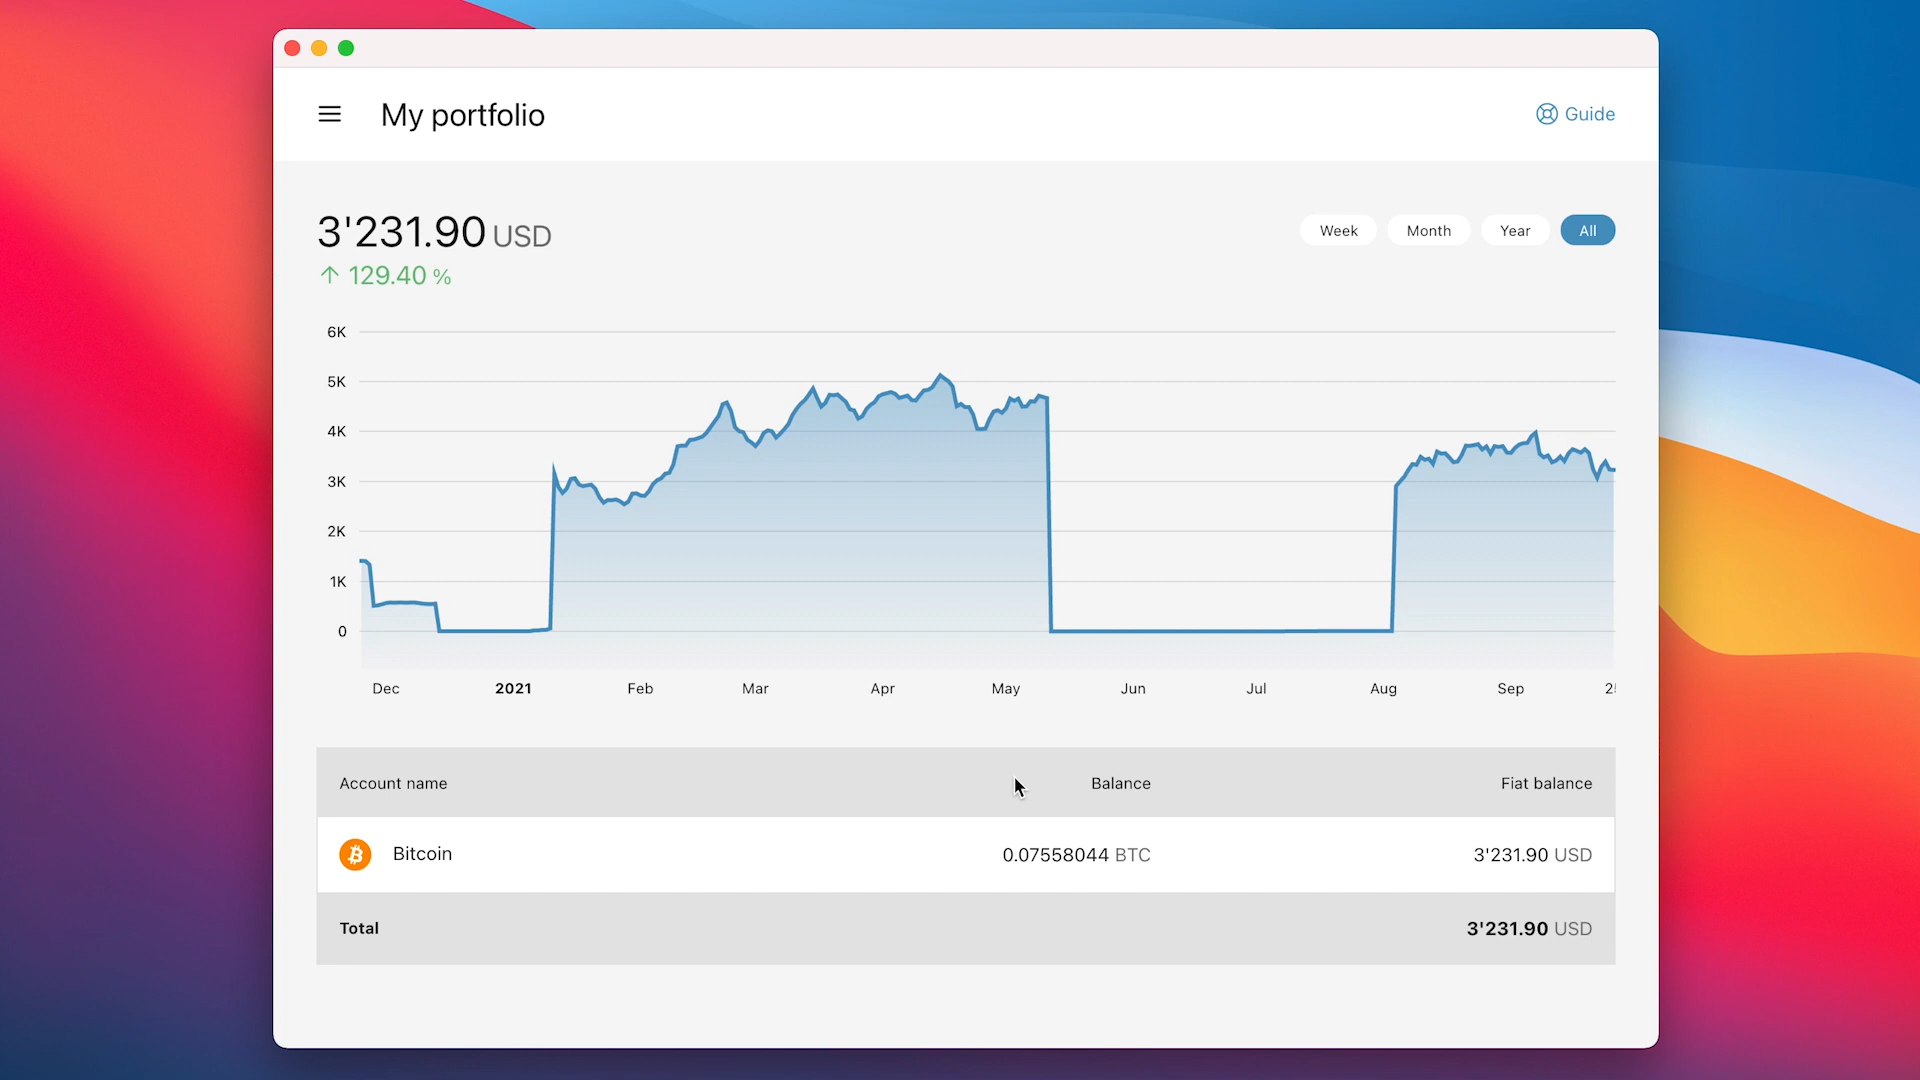 My portfolio
Guide
3'231.90 USD
129.40 %
Week Month Year All
6K
5K
4K
3K
2K
1K
0
Dec 2021 Feb Mar Apr May Jun Jul Aug Sep
Account name Balance Fiat balance
Bitcoin 0.07558044 BTC 3'231.90 USD
Total 3'231.90 USD